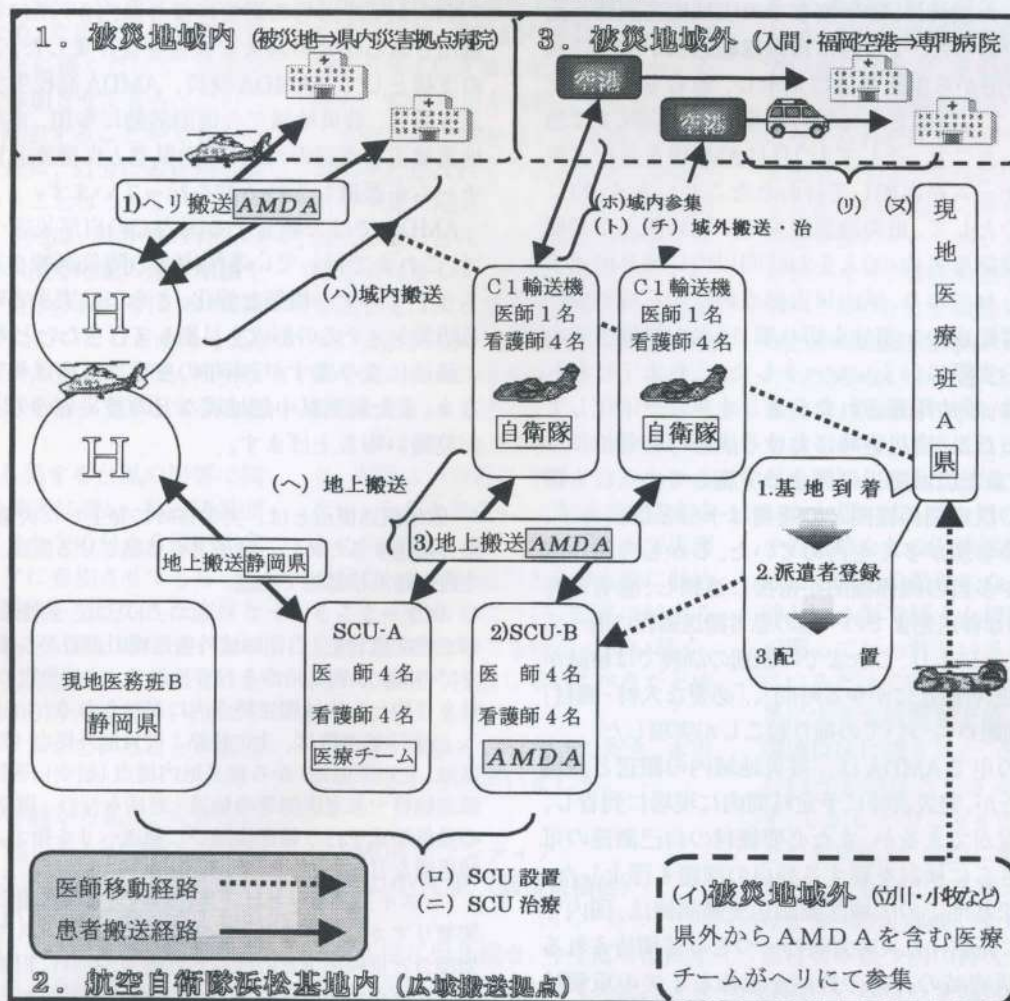 1．被災地域内（被災地⇒県内災害拠点病院）
3．被災地域外（入間・福岡空港→専門病院
空港
空港
1)ヘリ搬送 AMDA
(ホ)域内参集
(ト)（チ）域外搬送・治
(リ)　(ヌ)
(ハ)域内搬送
H
H
C1輸送機
医師1名
看護師4名
自衛隊
C1輸送機
医師1名
看護師4名
自衛隊
現地医療班A
県
1.基地到着
2.派遣者登録
3.配　置
(ヘ) 地上搬送
地上搬送 静岡県
3)地上搬送 AMDA
現地医務班B
静岡県
SCU-A
医　師4名
看護師4名
医療チーム
2)SCU-B
医　師4名
看護師4名
AMDA
医師移動経路
患者搬送経路
(ロ) SCU設置
(ニ) SCU治療
2．航空自衛隊浜松基地内（広域搬送拠点）
(イ)被災地域外（立川・小牧など）
県外からAMDAを含む医療
チームがヘリにて参集